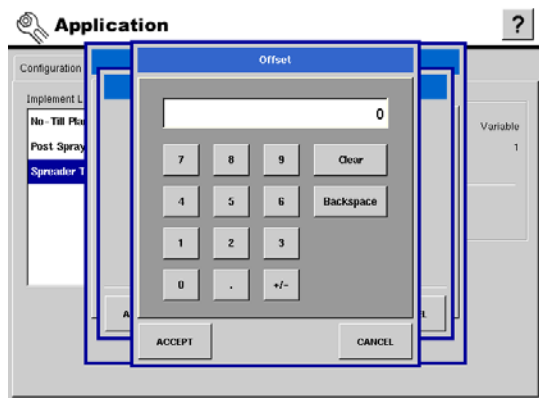 Application
?
Offset
Configuration
0
Implement L
No-Till Pla
Post Spray
Spreader T
Variable
1
7 8 9 Clear
4 5 6 Backspace
1 2 3
0 . +/-
ACCEPT CANCEL
A
L